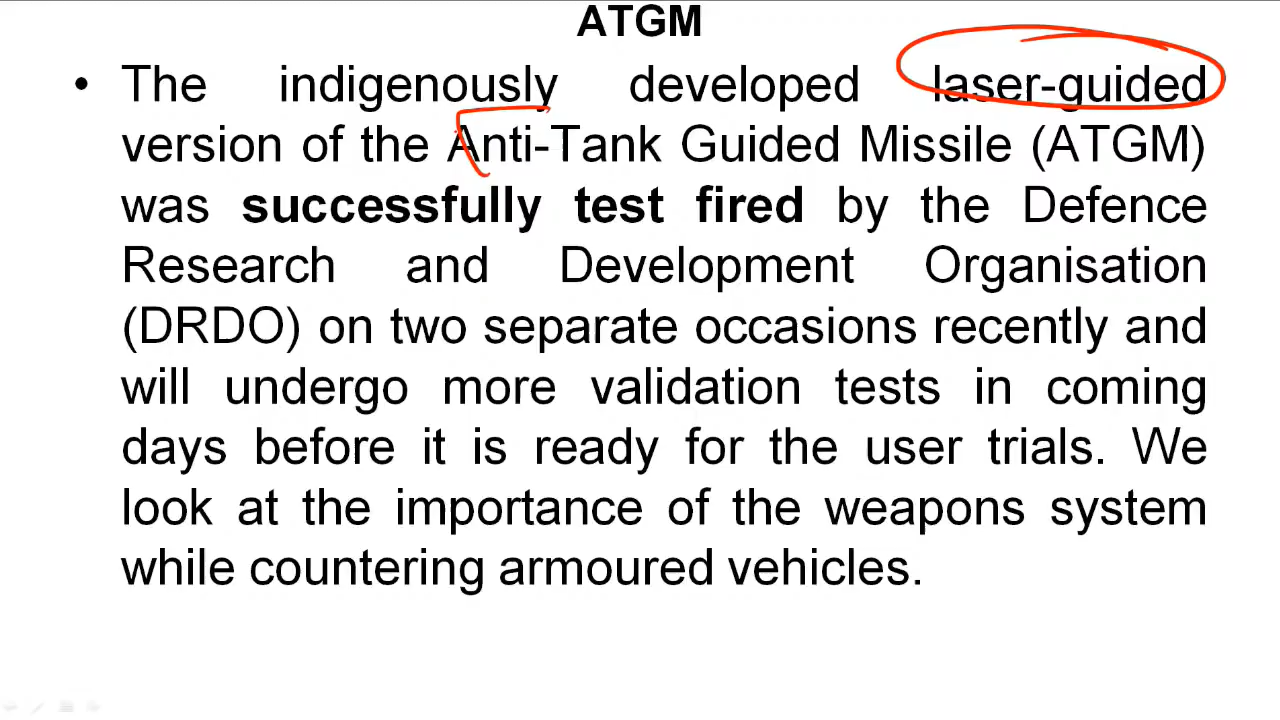 ATGM
• The indigenously developed laser-guided
version of the Anti-Tank Guided Missile (ATGM)
was successfully test fired by the Defence
Research and Development Organisation
(DRDO) on two separate occasions recently and
will undergo more validation tests in coming
days before it is ready for the user trials. We
look at the importance of the weapons system
while countering armoured vehicles.